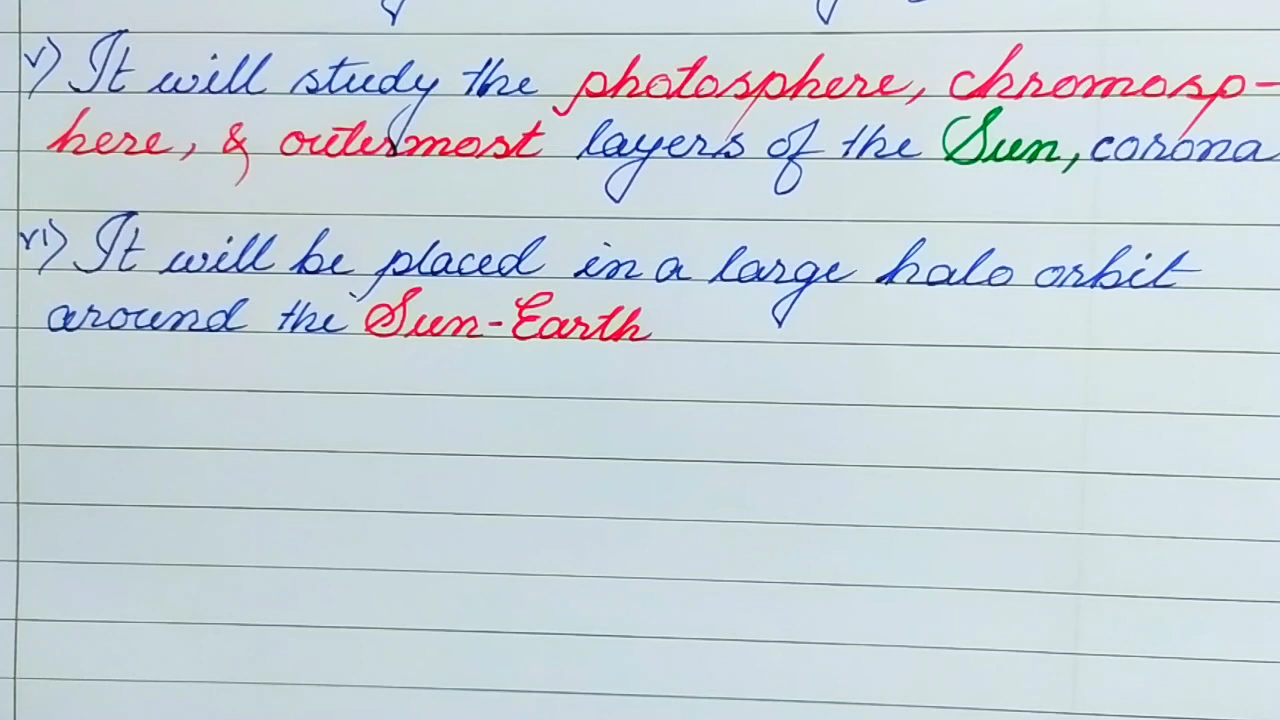 v) It will study the photosphere, chromosp-
here, & outermost layers of the Sun, corona
vi) It will be placed in a large halo orbit
around the Sun-Earth